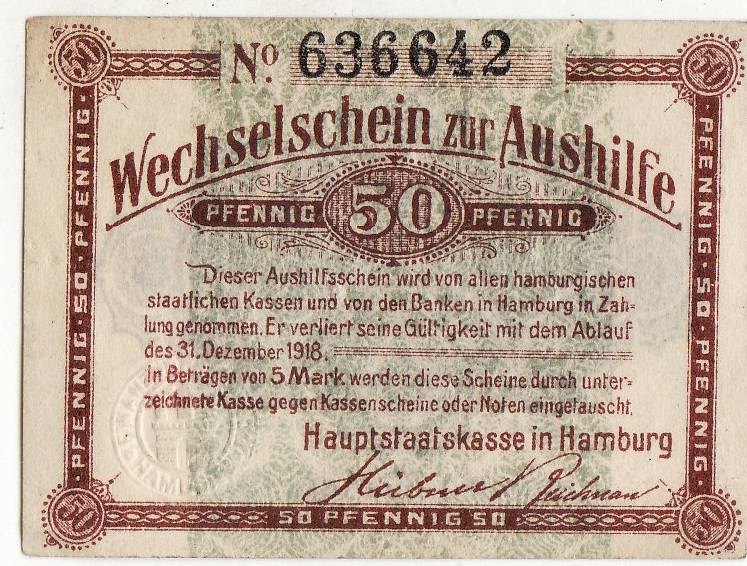 50 50
No. 636642
Wechselschein zur Aushilfe
PFENNIG 50 PFENNIG
Dieser Aushilfsschein wird von allen hamburgischen
staatlichen Kassen und von den Banken in Hamburg in Zah=
lung genommen. Er verliert seine Gültigkeit mit dem Ablauf
des 31. Dezember 1918.
In Beträgen von 5 Mark werden diese Scheine durch unter=
zeichnete Kasse gegen Kassenscheine oder Noten eingetauscht.
Hauptstaatskasse in Hamburg
Hübner Reichman
PFENNIG · 50 · PFENNIG
PFENNIG · 50 · PFENNIG
50 50 PFENNIG 50 50